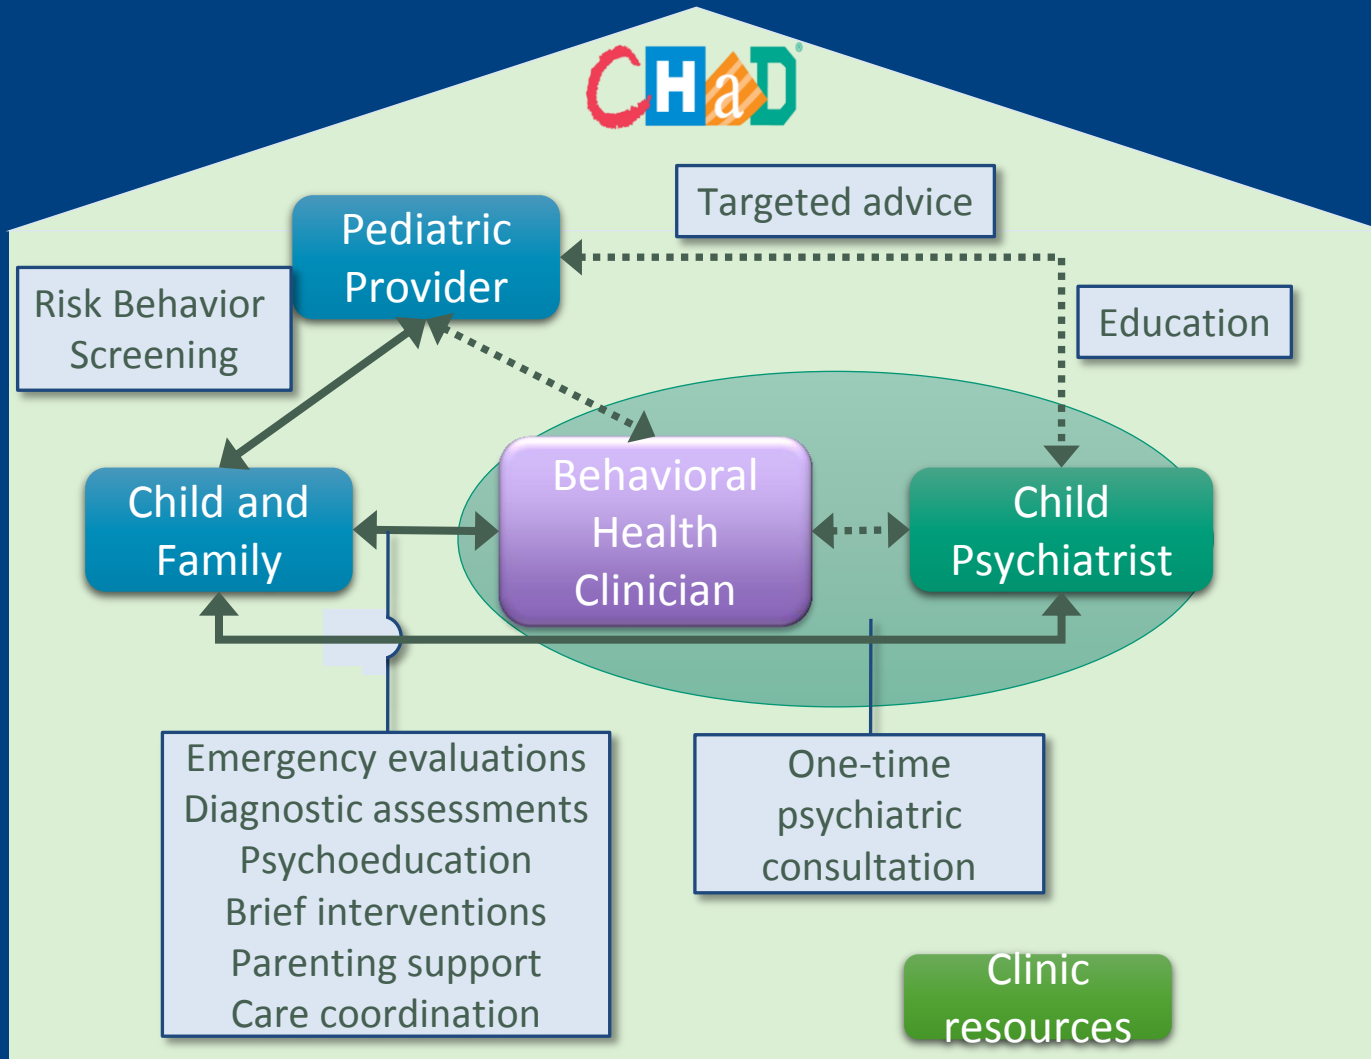 CHaD®
Targeted advice
Pediatric
Provider
Risk Behavior
Screening
Education
Child and
Family
Behavioral
Health
Clinician
Child
Psychiatrist
Emergency evaluations
Diagnostic assessments
Psychoeducation
Brief interventions
Parenting support
Care coordination
One-time
psychiatric
consultation
Clinic
resources